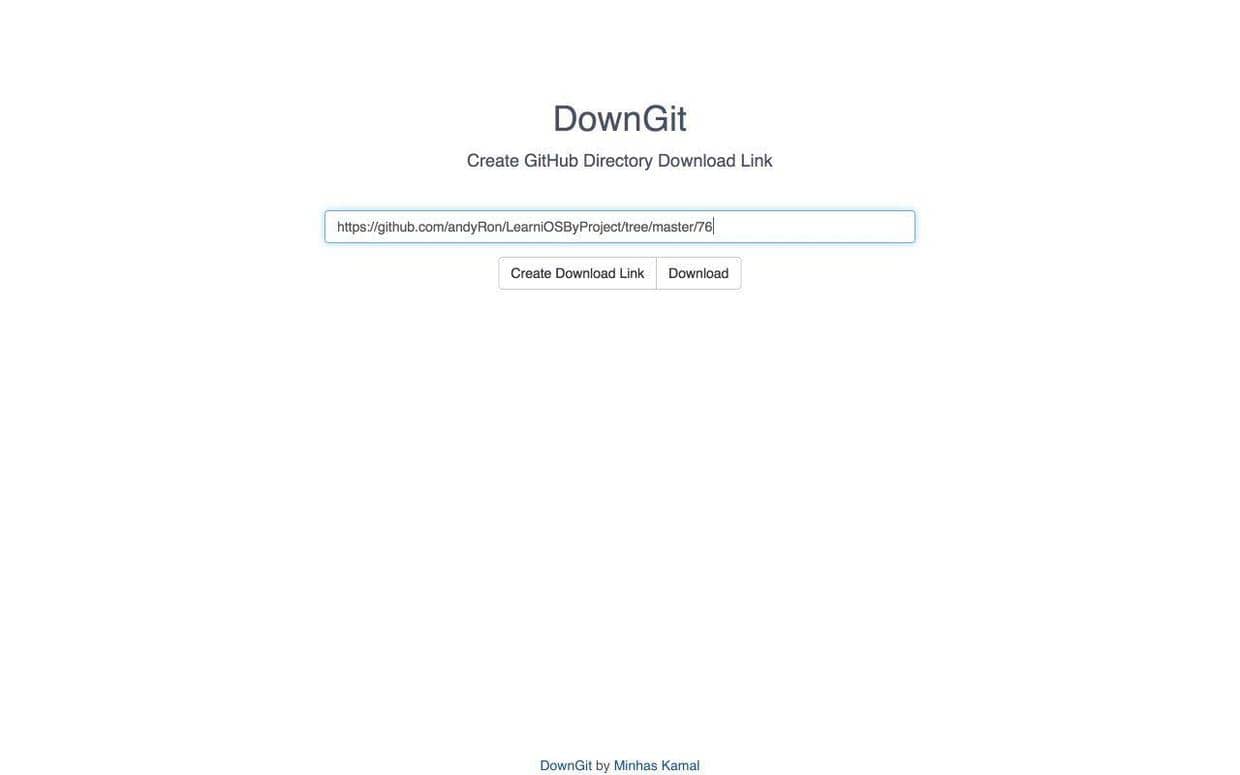 DownGit
Create GitHub Directory Download Link
https://github.com/andyRon/LearniOSByProject/tree/master/76
Create Download Link Download
DownGit by Minhas Kamal